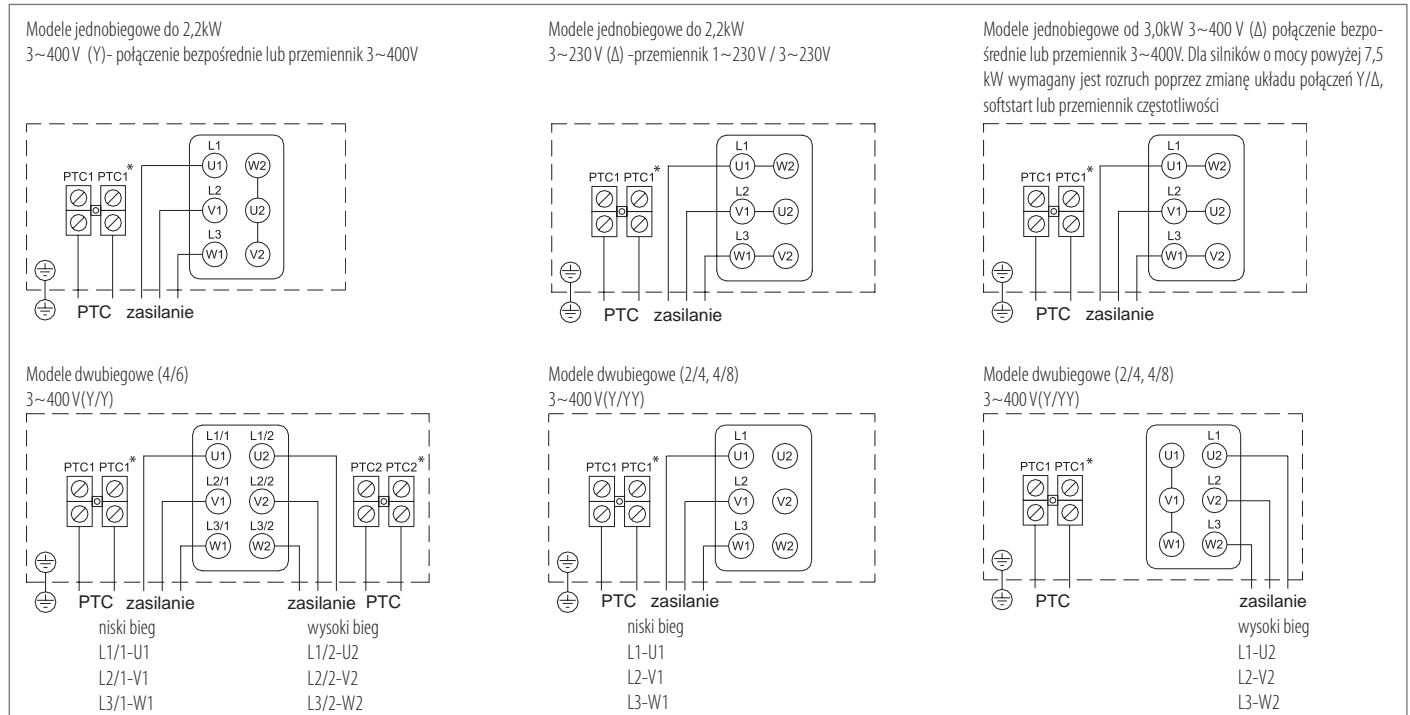 Modele jednobiegowe do 2,2kW
3~400 V (Y)- połączenie bezpośrednie lub przemiennik 3~400V
L1
U1 W2
PTC1 PTC1*
L2
V1 U2
L3
W1 V2
PTC zasilanie
Modele jednobiegowe do 2,2kW
3~230 V (Δ) -przemiennik 1~230 V / 3~230V
L1
U1 W2
PTC1 PTC1*
L2
V1 U2
L3
W1 V2
PTC zasilanie
Modele jednobiegowe od 3,0kW 3~400 V (Δ) połączenie bezpo-
średnie lub przemiennik 3~400V. Dla silników o mocy powyżej 7,5
kW wymagany jest rozruch poprzez zmianę układu połączeń Y/Δ,
softstart lub przemiennik częstotliwości
L1
U1 W2
PTC1 PTC1*
L2
V1 U2
L3
W1 V2
PTC zasilanie
Modele dwubiegowe (4/6)
3~400 V(Y/Y)
L1/1 L1/2
U1 U2
PTC1 PTC1* PTC2 PTC2*
L2/1 L2/2
V1 V2
L3/1 L3/2
W1 W2
PTC zasilanie zasilanie PTC
niski bieg wysoki bieg
L1/1-U1 L1/2-U2
L2/1-V1 L2/2-V2
L3/1-W1 L3/2-W2
Modele dwubiegowe (2/4, 4/8)
3~400 V(Y/YY)
L1
U1 U2
PTC1 PTC1*
L2
V1 V2
L3
W1 W2
PTC zasilanie
niski bieg
L1-U1
L2-V1
L3-W1
Modele dwubiegowe (2/4, 4/8)
3~400 V(Y/YY)
L1
U1 U2
PTC1 PTC1*
L2
V1 V2
L3
W1 W2
PTC zasilanie
wysoki bieg
L1-U2
L2-V2
L3-W2